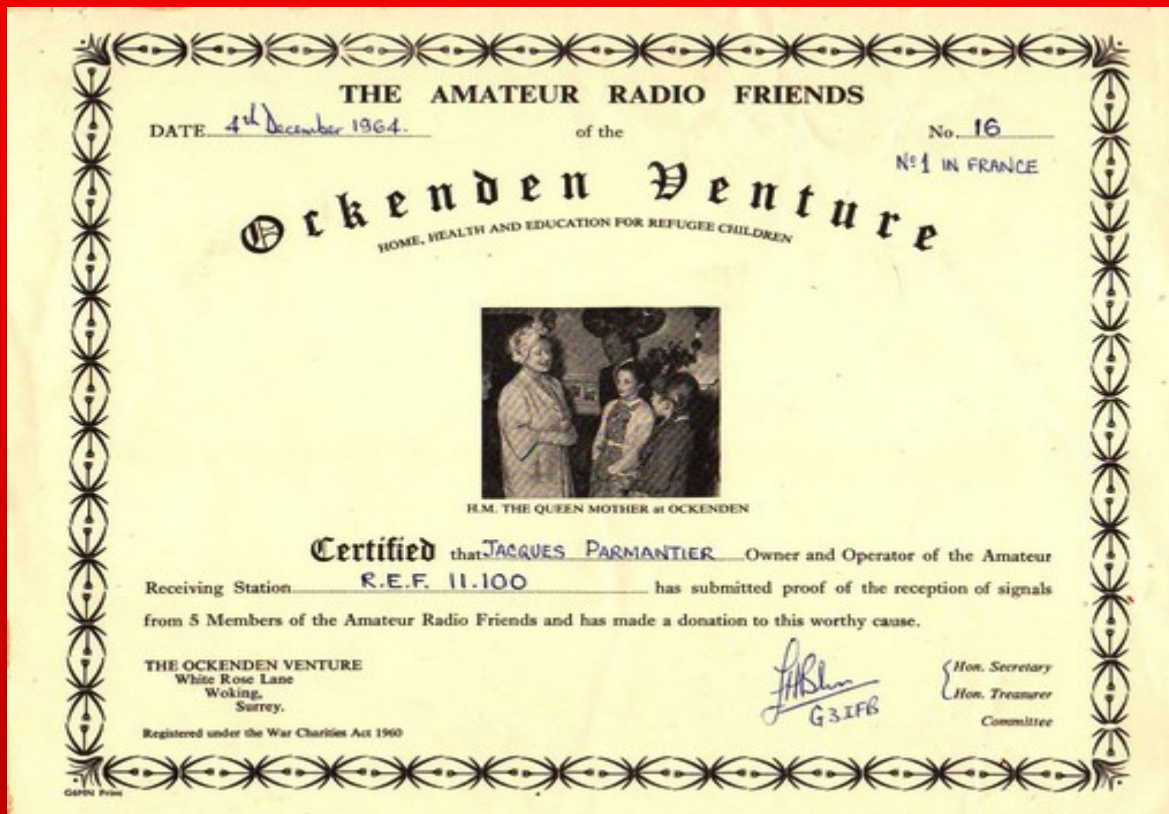 THE AMATEUR RADIO FRIENDS
DATE 4th December 1964. of the No. 16
Nº 1 IN FRANCE
Ockenden Venture
HOME, HEALTH AND EDUCATION FOR REFUGEE CHILDREN
H.M. THE QUEEN MOTHER at OCKENDEN
Certified that JACQUES PARMANTIER Owner and Operator of the Amateur
Receiving Station R.E.F. 11.100 has submitted proof of the reception of signals
from 5 Members of the Amateur Radio Friends and has made a donation to this worthy cause.
THE OCKENDEN VENTURE
White Rose Lane
Woking,
Surrey.
Registered under the War Charities Act 1960
G3IFB
Hon. Secretary
Hon. Treasurer
Committee
Print